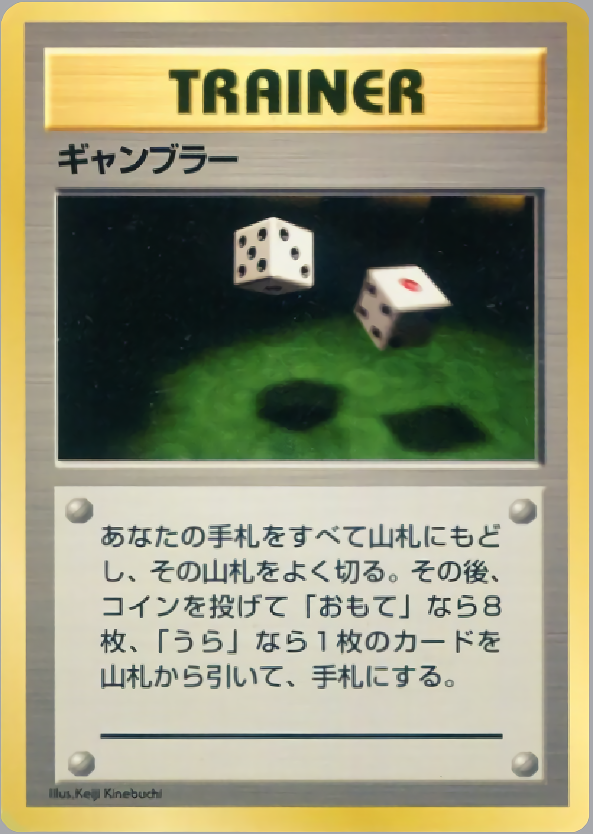 TRAINER
ギャンブラー
あなたの手札をすべて山札にもど
し、その山札をよく切る。その後、
コインを投げて「おもて」なら8
枚、「うら」なら1枚のカードを
山札から引いて、手札にする。
Illus.Keiji Kinebuchi